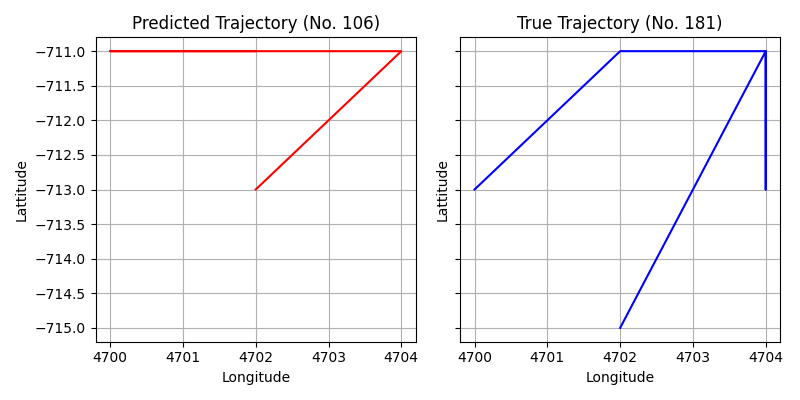 Predicted Trajectory (No. 106)
True Trajectory (No. 181)
Lattitude
−711.0
−711.5
−712.0
−712.5
−713.0
−713.5
−714.0
−714.5
−715.0
4700 4701 4702 4703 4704
Longitude
Lattitude
4700 4701 4702 4703 4704
Longitude